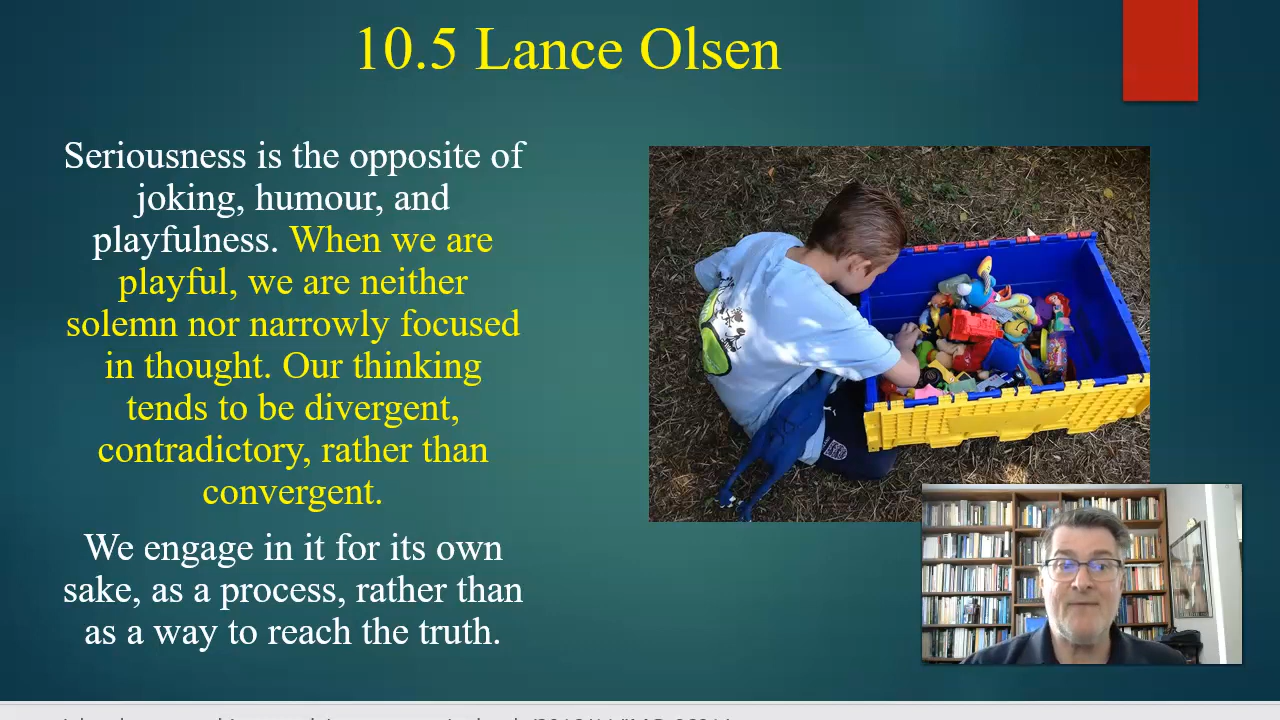 10.5 Lance Olsen
Seriousness is the opposite of
joking, humour, and
playfulness. When we are
playful, we are neither
solemn nor narrowly focused
in thought. Our thinking
tends to be divergent,
contradictory, rather than
convergent.
We engage in it for its own
sake, as a process, rather than
as a way to reach the truth.